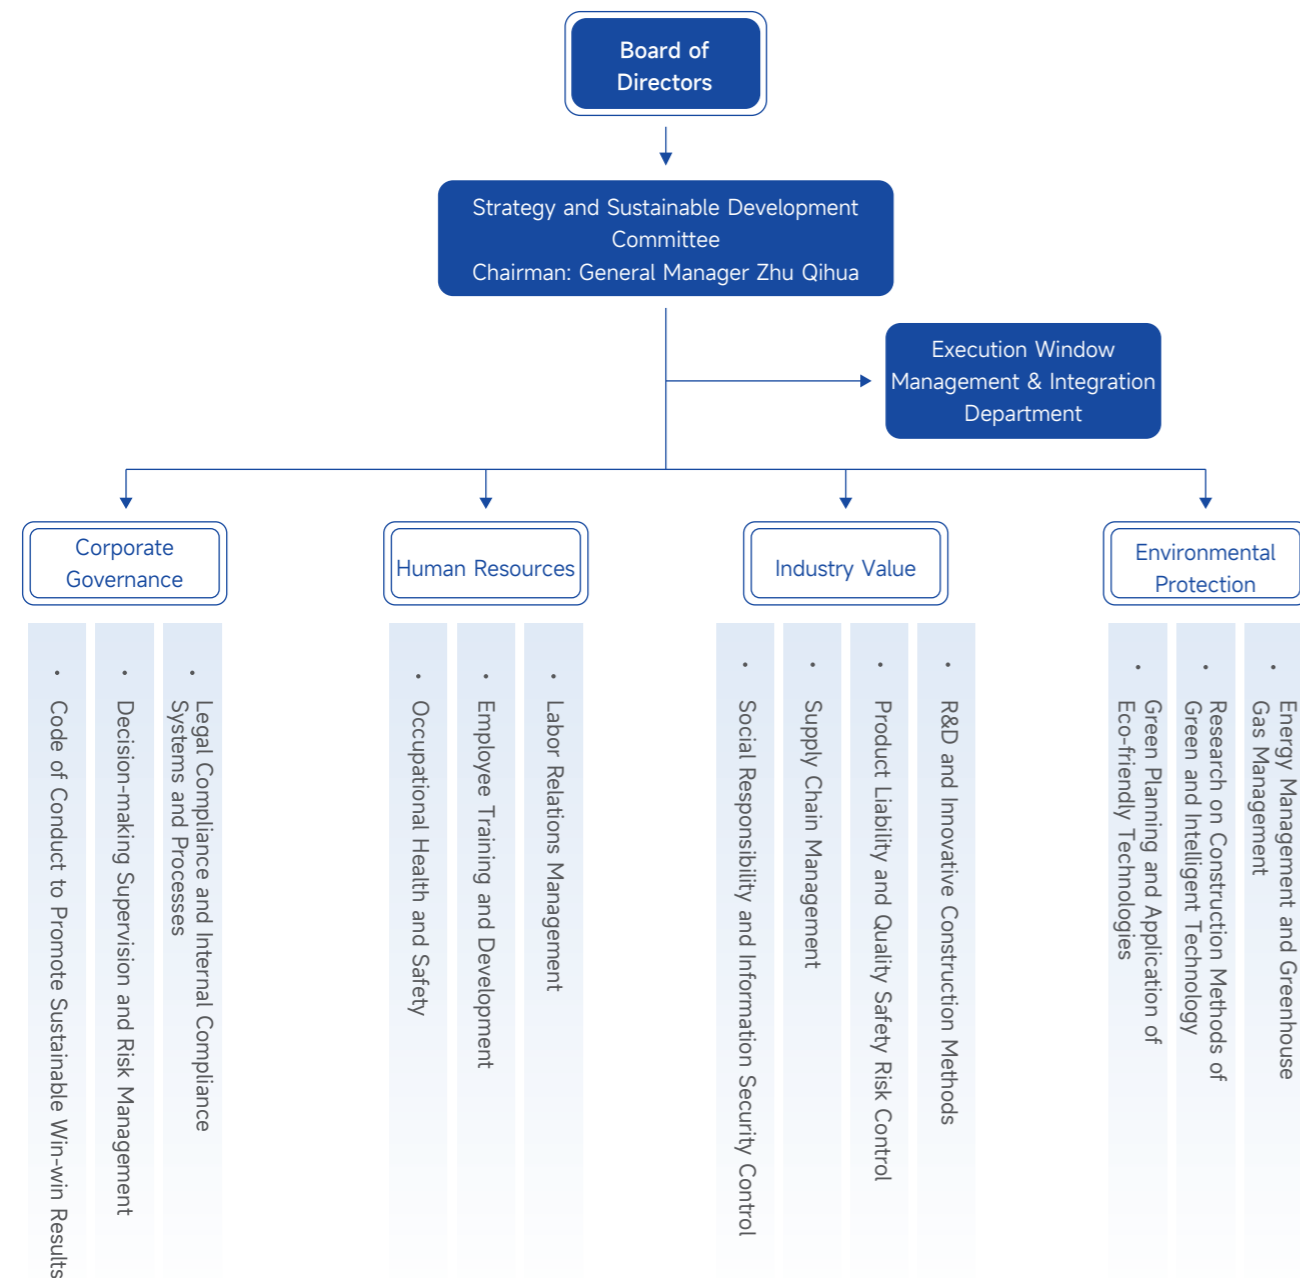 Board of
Directors
Strategy and Sustainable Development
Committee
Chairman: General Manager Zhu Qihua
Execution Window
Management & Integration
Department
Corporate
Governance
Human Resources
Industry Value
Environmental
Protection
• Code of Conduct to Promote Sustainable Win-win Results
• Decision-making Supervision and Risk Management
• Legal Compliance and Internal Compliance
Systems and Processes
• Occupational Health and Safety
• Employee Training and Development
• Labor Relations Management
• Social Responsibility and Information Security Control
• Supply Chain Management
• Product Liability and Quality Safety Risk Control
• R&D and Innovative Construction Methods
• Green Planning and Application of
Eco-friendly Technologies
• Research on Construction Methods of
Green and Intelligent Technology
• Energy Management and Greenhouse
Gas Management